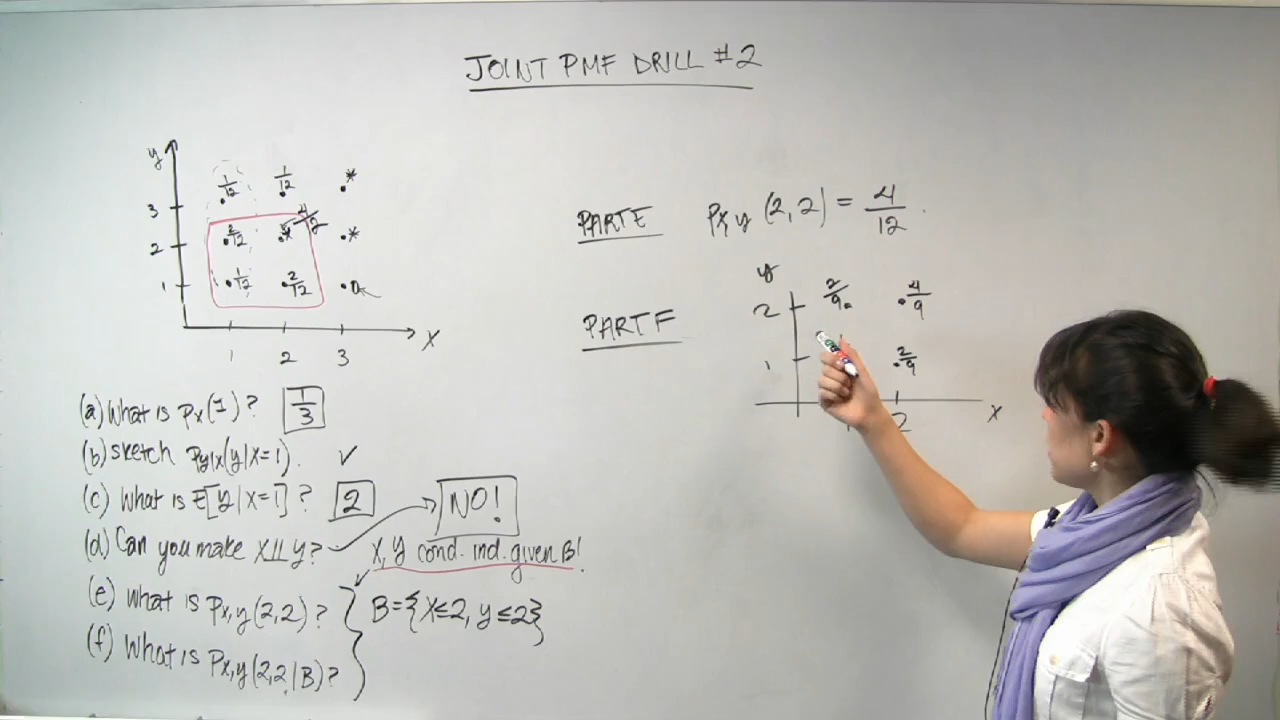 JOINT PMF DRILL #2
y
1/12 1/12 *
3
4/12
2 2/12 * *
1 1/12 2/12 0
1 2 3 x
PART E Px,y (2,2) = 4/12
PART F
y
2 2/9 4/9
1 2/9
1 2 x
(a) What is px(1)? 1/3
(b) sketch Py|x(y|x=1). ✓
(c) What is E[Y|X=1]? 2
(d) Can you make X⊥⊥Y? NO!
X, Y cond. ind. given B!
(e) What is Px,y(2,2)?
B={X≤2, Y≤2}
(f) What is Px,y(2,2|B)?